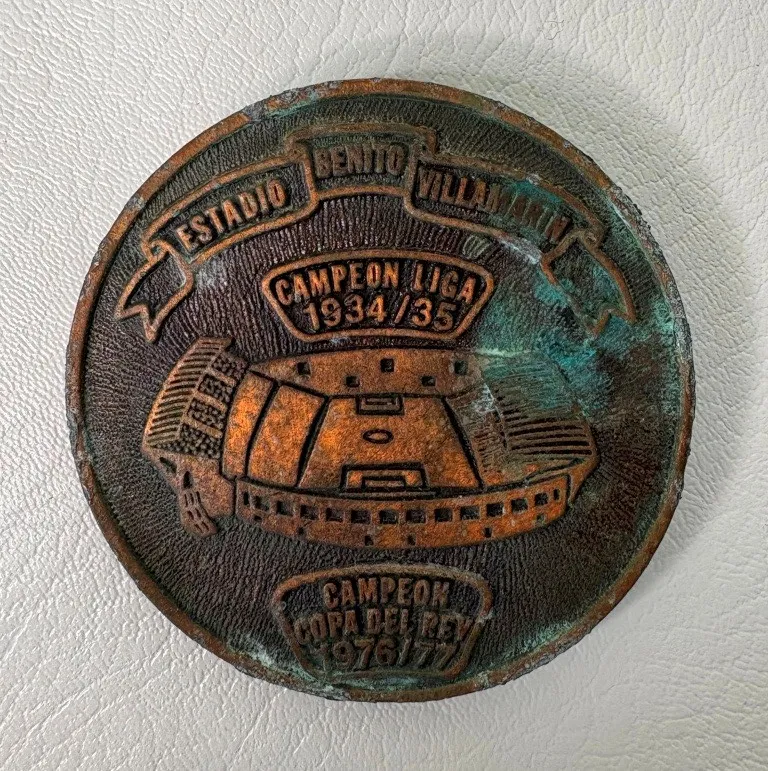 ESTADIO BENITO VILLAMARIN
CAMPEON LIGA
1934/35
CAMPEON
COPA DEL REY
1976/77